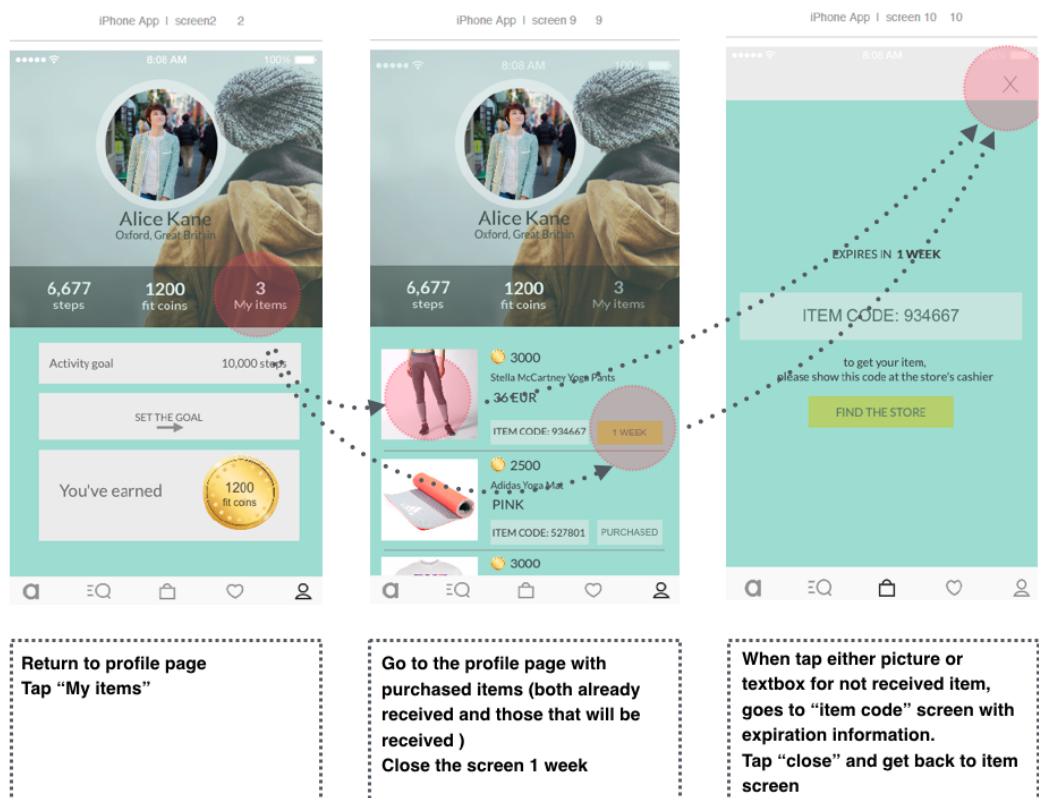 iPhone App I screen2 2
8:08 AM 100%
Alice Kane
Oxford, Great Britain
6,677 1200 3
steps fit coins My items
Activity goal 10,000 steps
SET THE GOAL
You've earned
1200
fit coins
Return to profile page
Tap “My items”
iPhone App I screen 9 9
8:08 AM 100%
Alice Kane
Oxford, Great Britain
6,677 1200 3
steps fit coins My items
3000
Stella McCartney Yoga Pants
36 EUR
ITEM CODE: 934667 1 WEEK
2500
Adidas Yoga Mat
PINK
ITEM CODE: 527801 PURCHASED
3000
Go to the profile page with
purchased items (both already
received and those that will be
received )
Close the screen 1 week
iPhone App I screen 10 10
8:08 AM
X
EXPIRES IN 1 WEEK
ITEM CODE: 934667
to get your item,
please show this code at the store's cashier
FIND THE STORE
When tap either picture or
textbox for not received item,
goes to “item code” screen with
expiration information.
Tap “close” and get back to item
screen